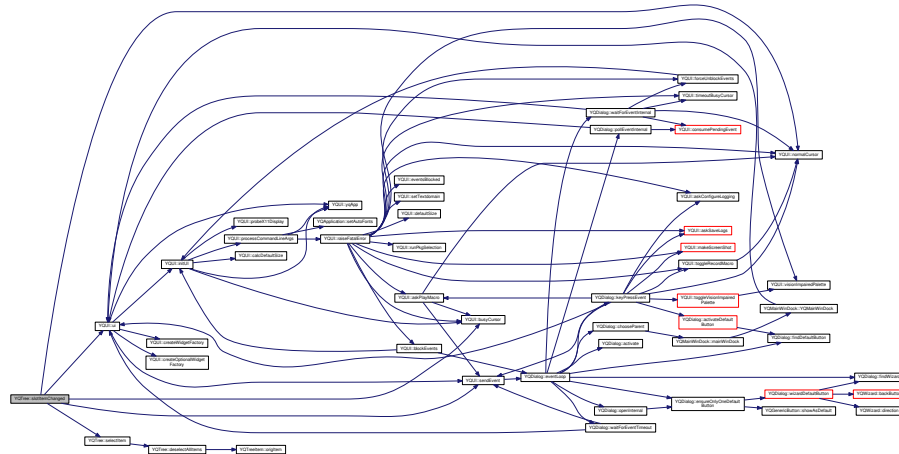 YQUI::forceUnblockEvents
YQUI::timeoutBusyCursor
YQDialog::waitForEventInternal
YQDialog::pollEventInternal
YQUI::consumePendingEvent
YQUI::normalCursor
YQUI::eventsBlocked
YQUI::setTextdomain
YQUI::askConfigureLogging
YQUI::yqApp
YQUI::defaultSize
YQUI::probeX11Display
YQApplication::setAutoFonts
YQUI::askSaveLogs
YQUI::processCommandLineArgs
YQUI::raiseFatalError
YQUI::runPkgSelection
YQUI::makeScreenShot
YQUI::calcDefaultSize
YQUI::initUI
YQUI::toggleRecordMacro
YQUI::visionImpairedPalette
YQUI::askPlayMacro
YQDialog::keyPressEvent
YQUI::toggleVisionImpaired
Palette
YQMainWinDock::YQMainWinDock
YQUI::busyCursor
YQDialog::activateDefault
Button
YQUI::ui
YQDialog::chooseParent
YQDialog::findDefaultButton
YQUI::createWidgetFactory
YQMainWinDock::mainWinDock
YQDialog::activate
YQUI::blockEvents
YQUI::createOptionalWidget
Factory
YQUI::sendEvent
YQDialog::eventLoop
YQDialog::findWizard
YQDialog::wizardDefaultButton
YQWizard::backButton
YQTree::slotItemChanged
YQDialog::ensureOnlyOneDefault
Button
YQDialog::openInternal
YQGenericButton::showAsDefault
YQWizard::direction
YQDialog::waitForEventTimeout
YQTree::selectItem
YQTree::deselectAllItems
YQTreeItem::origItem